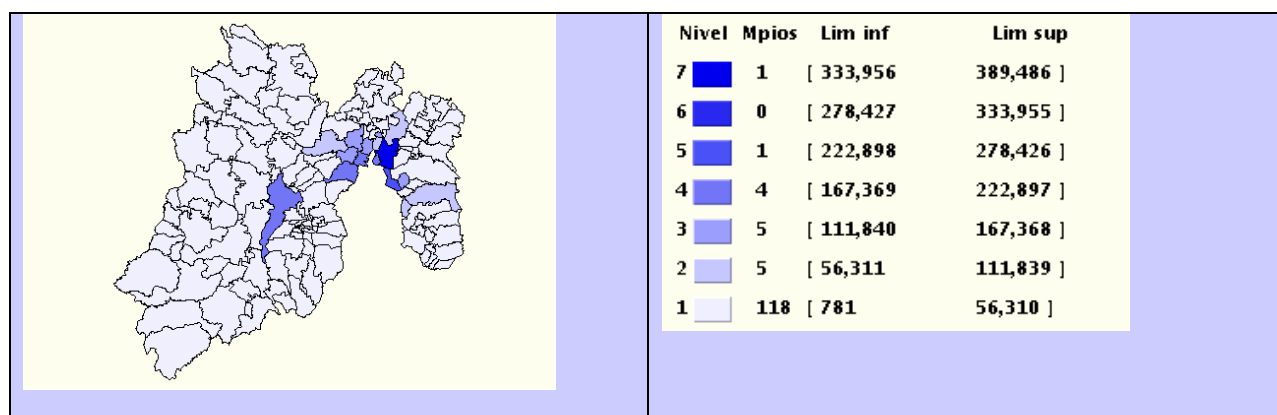 Nivel Mpios Lim inf Lim sup
7 1 [ 333,956 389,486 ]
6 0 [ 278,427 333,955 ]
5 1 [ 222,898 278,426 ]
4 4 [ 167,369 222,897 ]
3 5 [ 111,840 167,368 ]
2 5 [ 56,311 111,839 ]
1 118 [ 781 56,310 ]